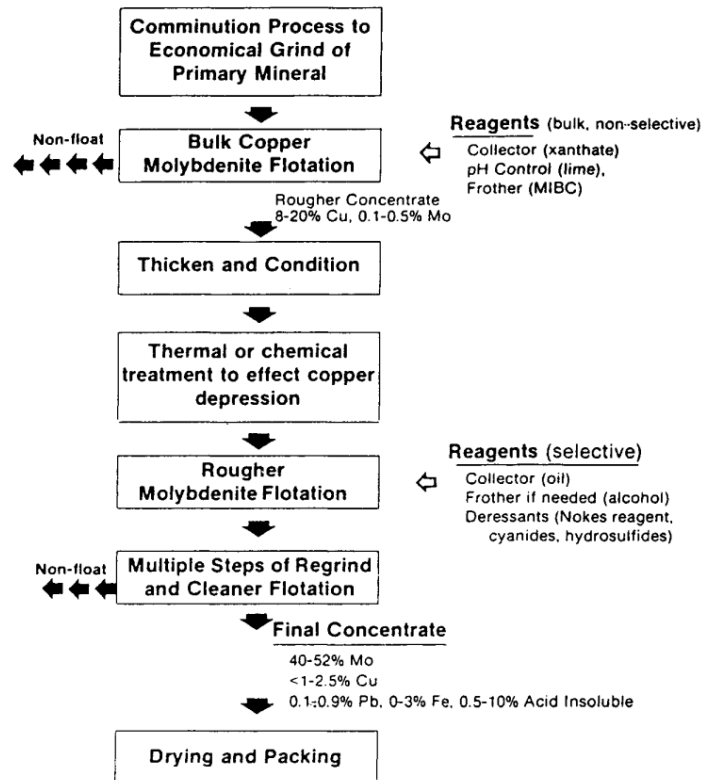 Comminution Process to
Economical Grind of
Primary Mineral
Non-float
Bulk Copper
Molybdenite Flotation
Reagents (bulk, non-selective)
Collector (xanthate)
pH Control (lime),
Frother (MIBC)
Rougher Concentrate
8-20% Cu, 0.1-0.5% Mo
Thicken and Condition
Thermal or chemical
treatment to effect copper
depression
Rougher
Molybdenite Flotation
Reagents (selective)
Collector (oil)
Frother if needed (alcohol)
Deressants (Nokes reagent,
cyanides, hydrosulfides)
Non-float
Multiple Steps of Regrind
and Cleaner Flotation
Final Concentrate
40-52% Mo
<1-2.5% Cu
0.1-0.9% Pb, 0-3% Fe, 0.5-10% Acid Insoluble
Drying and Packing